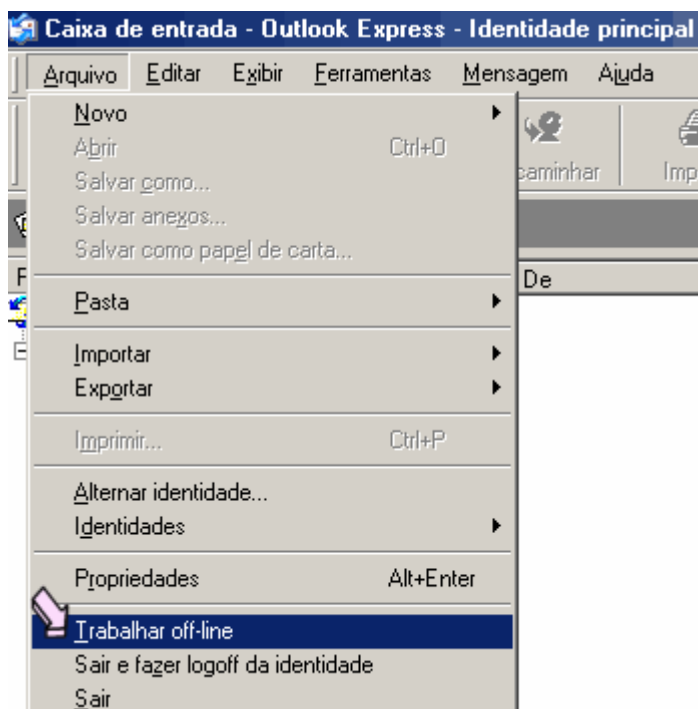 Caixa de entrada - Outlook Express - Identidade principal
Arquivo Editar Exibir Ferramentas Mensagem Ajuda
Novo
Abrir Ctrl+O
Salvar como...
Salvar anexos...
Salvar como papel de carta...
Pasta
Importar
Exportar
Imprimir... Ctrl+P
Alternar identidade...
Identidades
Propriedades Alt+Enter
Trabalhar off-line
Sair e fazer logoff da identidade
Sair
caminhar Imp
De